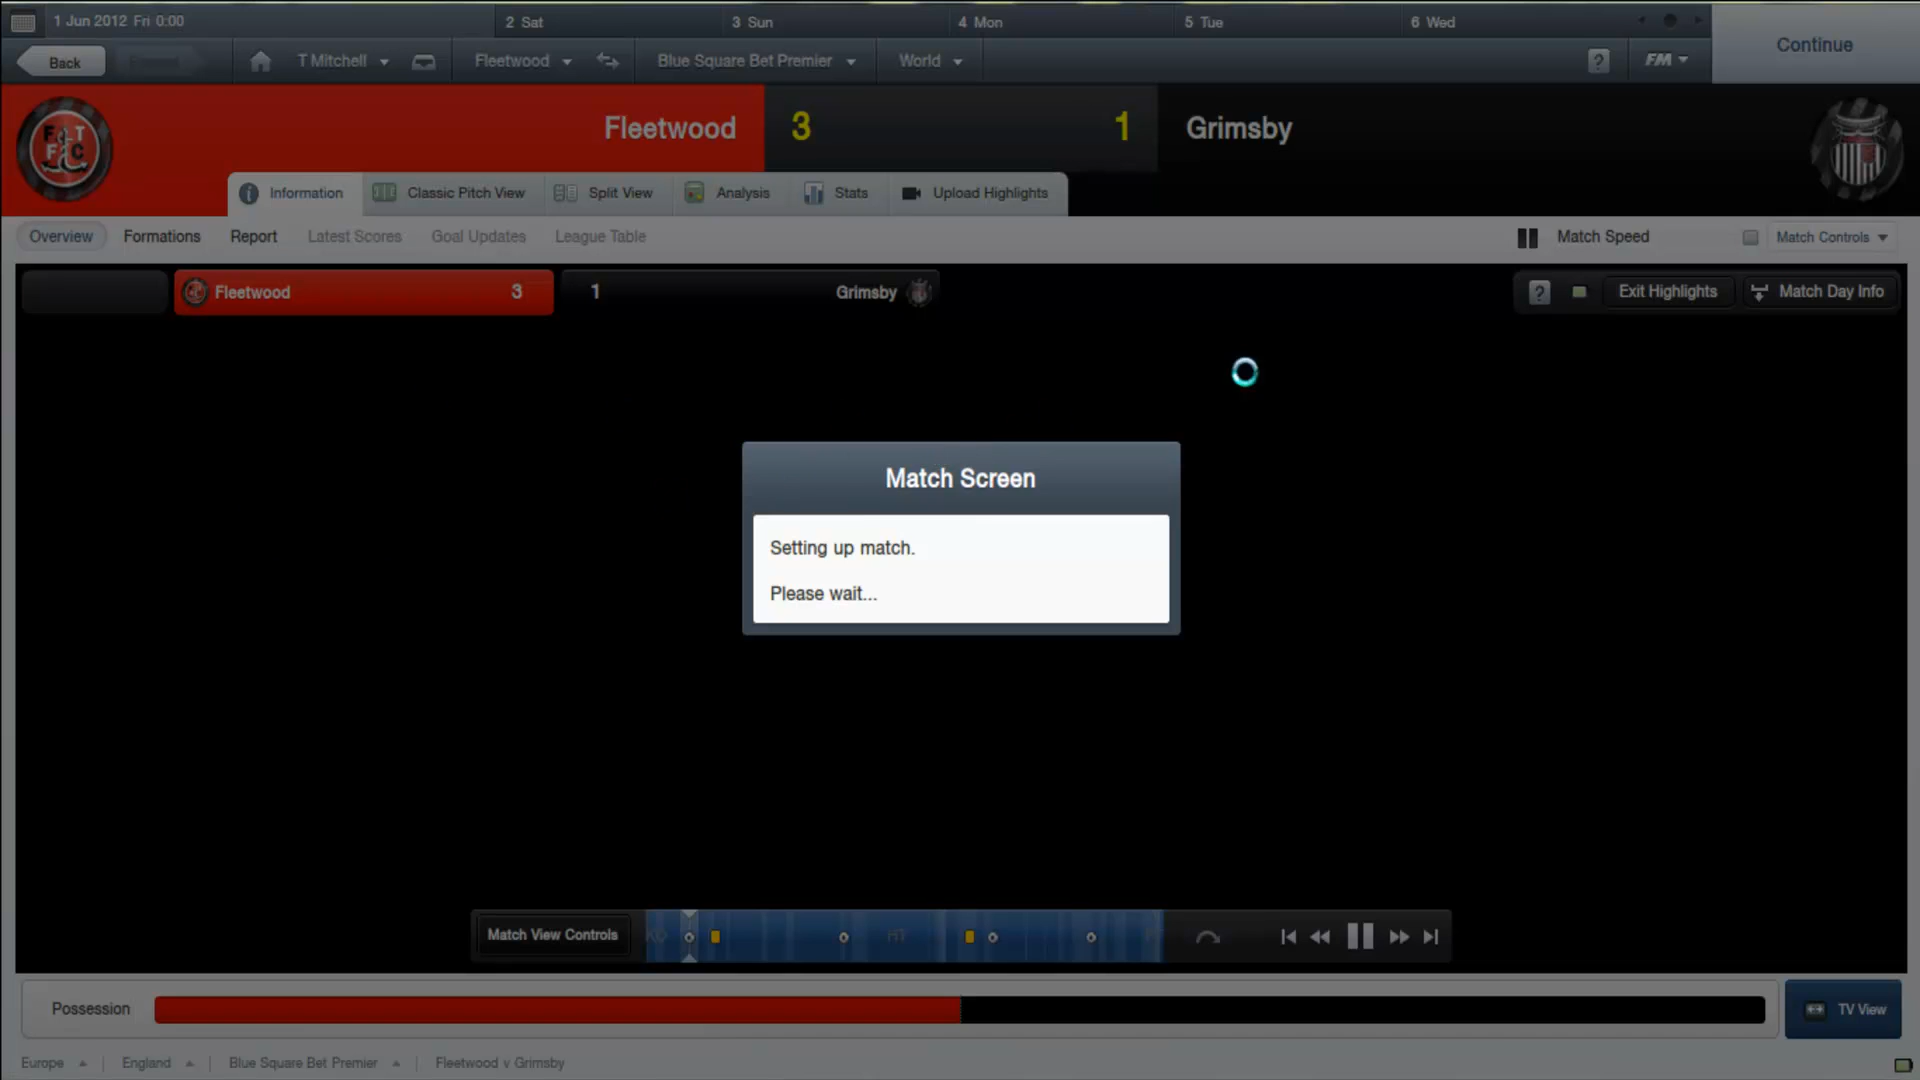 1 Jun 2012 Fri 0:00
2 Sat
3 Sun
4 Mon
5 Tue
6 Wed
Continue
Back
T Mitchell
Fleetwood
Blue Square Bet Premier
World
?
FM
Fleetwood
3
1
Grimsby
Information
Classic Pitch View
Split View
Analysis
Stats
Upload Highlights
Overview
Formations
Report
Latest Scores
Goal Updates
League Table
Match Speed
Match Controls
Fleetwood
3
1
Grimsby
?
Exit Highlights
Match Day Info
Match Screen
Setting up match.
Please wait...
Match View Controls
KO
HT
Possession
TV View
Europe
England
Blue Square Bet Premier
Fleetwood v Grimsby